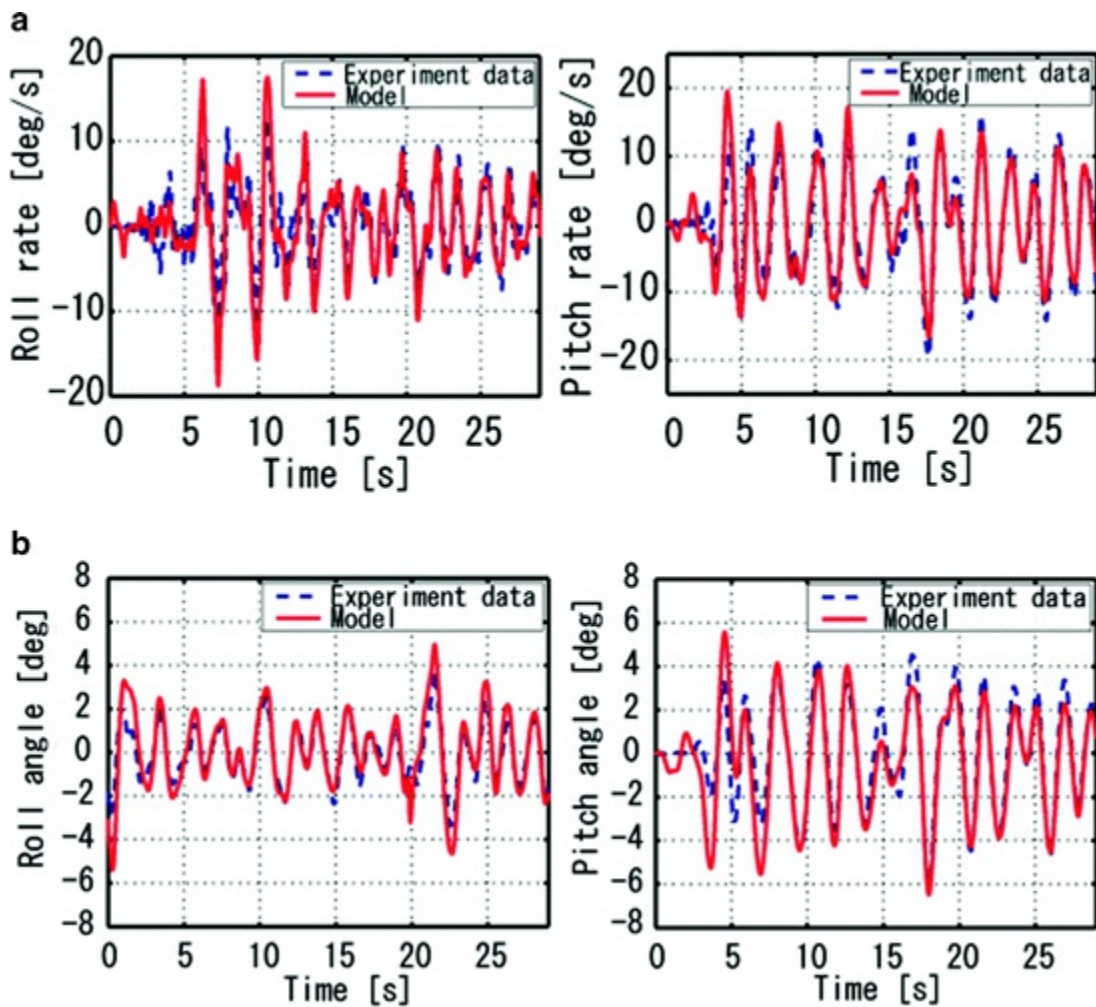 a
Roll rate [deg/s]
20
10
0
-10
-20
Experiment data
Model
0 5 10 15 20 25
Time [s]
Pitch rate [deg/s]
20
10
0
-10
-20
Experiment data
Model
0 5 10 15 20 25
Time [s]
b
Roll angle [deg]
8
6
4
2
0
-2
-4
-6
-8
Experiment data
Model
0 5 10 15 20 25
Time [s]
Pitch angle [deg]
8
6
4
2
0
-2
-4
-6
-8
Experiment data
Model
0 5 10 15 20 25
Time [s]